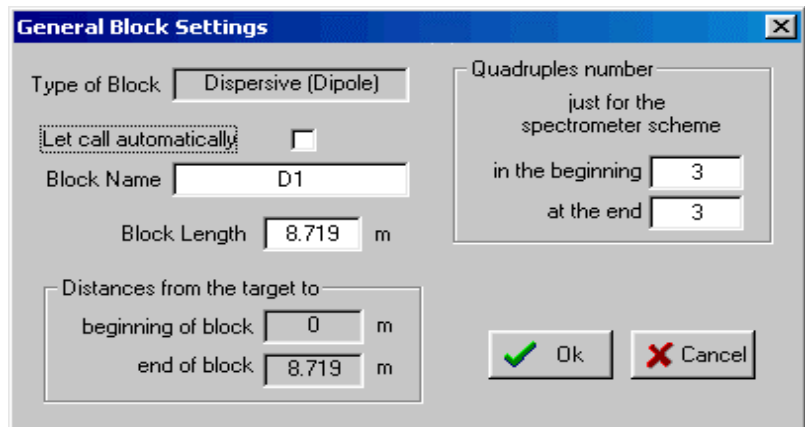 General Block Settings
Type of Block Dispersive (Dipole)
Let call automatically
Block Name D1
Block Length 8.719 m
Distances from the target to
beginning of block 0 m
end of block 8.719 m
Quadruples number
just for the
spectrometer scheme
in the beginning 3
at the end 3
Ok
Cancel